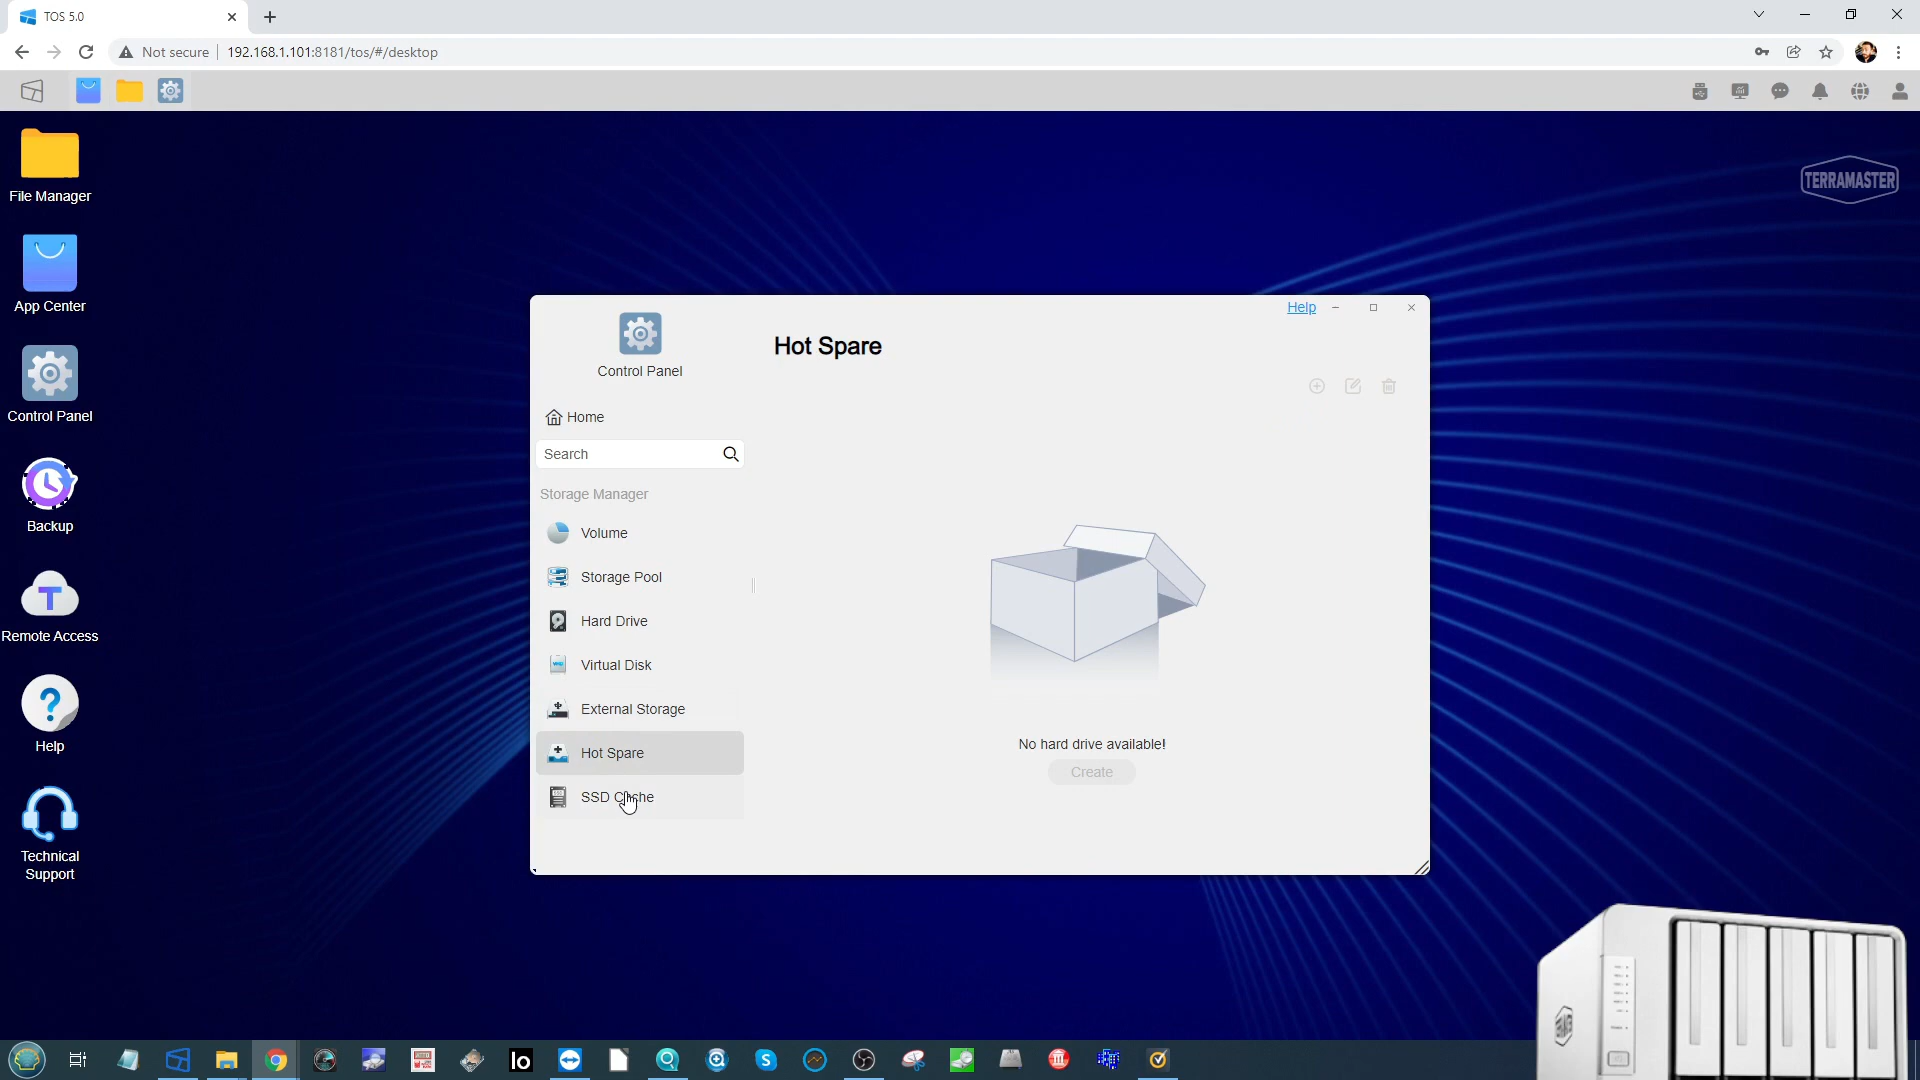 TOS 5.0
Not secure
192.168.1.101:8181/tos/#/desktop
File Manager
App Center
Control Panel
Backup
Remote Access
Help
Technical
Support
TERRAMASTER
Help
Control Panel
Hot Spare
Home
Search
Storage Manager
Volume
Storage Pool
Hard Drive
Virtual Disk
External Storage
Hot Spare
SSD Cache
No hard drive available!
Create